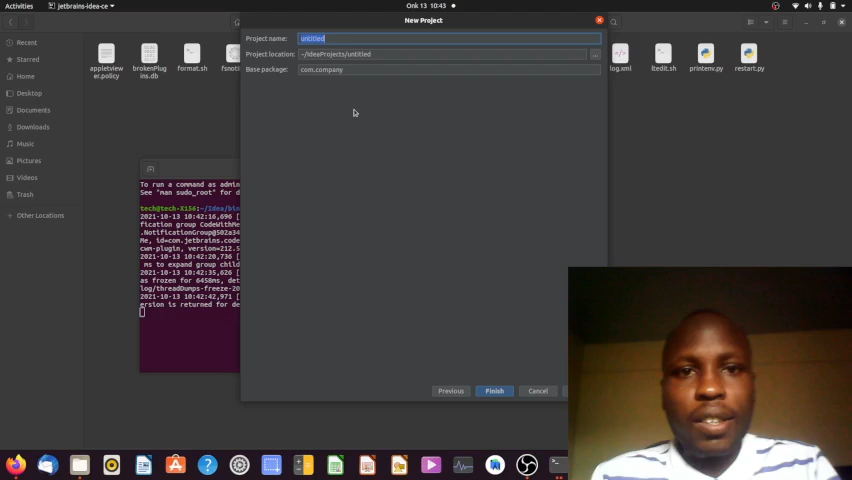 Activities
jetbrains-idea-ce
Onk 13 10:43
New Project
Project name:
untitled
Project location:
~/IdeaProjects/untitled
...
Base package:
com.company
Recent
Starred
Home
Desktop
Documents
Downloads
Music
Pictures
Videos
Trash
Other Locations
appletview
er.policy
brokenPlug
ins.db
format.sh
fsnoti
log.xml
ltedit.sh
printenv.py
restart.py
To run a command as admin
See "man sudo_root" for d
tech@tech-X156:~/Idea/bin
2021-10-13 10:42:16,696 [
fication group CodeWithMe
.NotificationGroup@502a34
Me, id=com.jetbrains.code
cwm-plugin, version=212.5
2021-10-13 10:42:20,736 [
ms to expand group child
2021-10-13 10:42:35,626 [
as frozen for 6458ms, det
log/threadDumps-freeze-20
2021-10-13 10:42:42,971 [
ersion is returned for de
Previous
Finish
Cancel